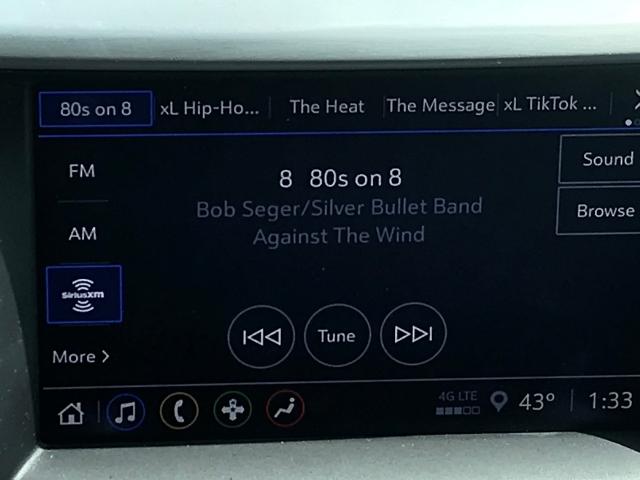 80s on 8 xL Hip-Ho... The Heat The Message xL TikTok ...
FM
8 80s on 8
Sound
Bob Seger/Silver Bullet Band
Browse
AM
Against The Wind
SiriusXM
Tune
More >
4G LTE
43° 1:33